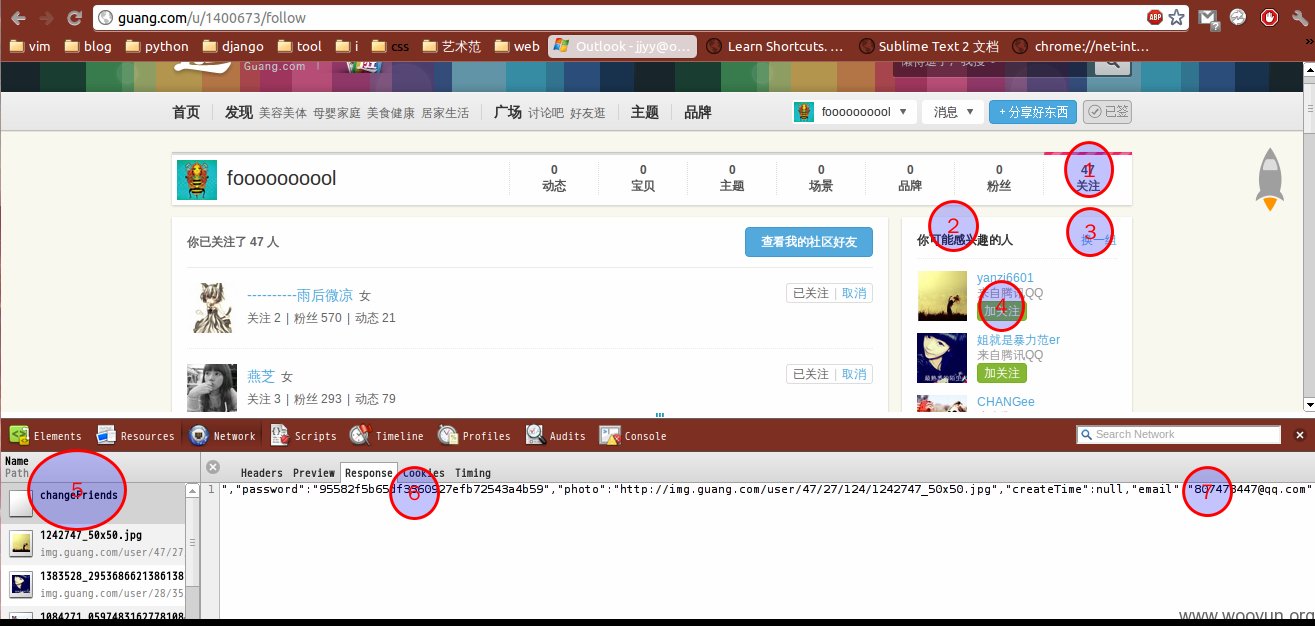 guang.com/u/1400673/follow
ABP
vim blog python django tool i css 艺术范 web Outlook - jjyy@o... Learn Shortcuts. ... Sublime Text 2 文档 chrome://net-int... »
Guang.com
首页 发现 美容美体 母婴家庭 美食健康 居家生活 广场 讨论吧 好友逛 主题 品牌 fooooooooool ▼ 消息 ▼ + 分享好东西 已签
fooooooooool
0 0 0 0 0 0 47
动态 宝贝 主题 场景 品牌 粉丝 关注
1
2
3
你已关注了 47 人 查看我的社区好友 你可能感兴趣的人 换一组
----------雨后微凉 女 已关注 | 取消
关注 2 | 粉丝 570 | 动态 21
yanzi6601
来自腾讯QQ
加关注
4
姐就是暴力范er
来自腾讯QQ
加关注
燕芝 女 已关注 | 取消
关注 3 | 粉丝 293 | 动态 79
CHANGee
Elements Resources Network Scripts Timeline Profiles Audits Console Search Network
Name
Path
Headers Preview Response Cookies Timing
5
changeFriends
6
7
1 ","password":"95582f5b65df3360927efb72543a4b59","photo":"http://img.guang.com/user/47/27/124/1242747_50x50.jpg","createTime":null,"email":"807478447@qq.com"
1242747_50x50.jpg
img.guang.com/user/47/27
1383528_2953686621386138
img.guang.com/user/28/35
1084271_0597483162778108
www.wooyun.org